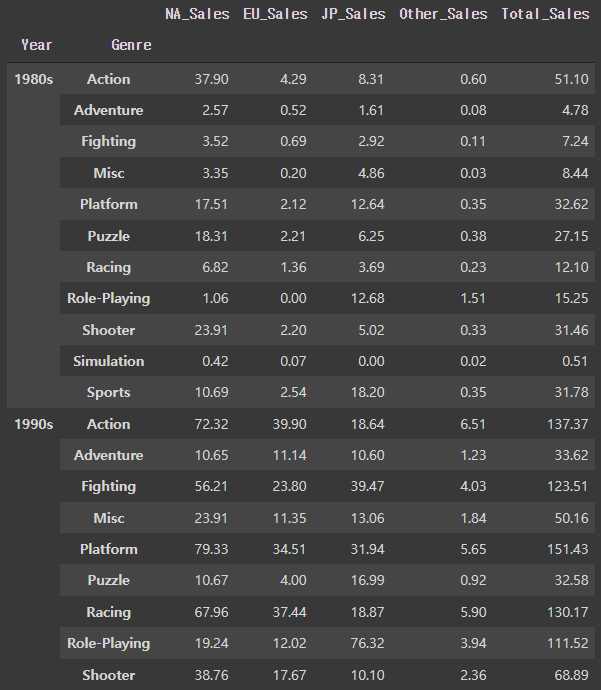 NA_Sales EU_Sales JP_Sales Other_Sales Total_Sales
Year Genre
1980s Action 37.90 4.29 8.31 0.60 51.10
Adventure 2.57 0.52 1.61 0.08 4.78
Fighting 3.52 0.69 2.92 0.11 7.24
Misc 3.35 0.20 4.86 0.03 8.44
Platform 17.51 2.12 12.64 0.35 32.62
Puzzle 18.31 2.21 6.25 0.38 27.15
Racing 6.82 1.36 3.69 0.23 12.10
Role-Playing 1.06 0.00 12.68 1.51 15.25
Shooter 23.91 2.20 5.02 0.33 31.46
Simulation 0.42 0.07 0.00 0.02 0.51
Sports 10.69 2.54 18.20 0.35 31.78
1990s Action 72.32 39.90 18.64 6.51 137.37
Adventure 10.65 11.14 10.60 1.23 33.62
Fighting 56.21 23.80 39.47 4.03 123.51
Misc 23.91 11.35 13.06 1.84 50.16
Platform 79.33 34.51 31.94 5.65 151.43
Puzzle 10.67 4.00 16.99 0.92 32.58
Racing 67.96 37.44 18.87 5.90 130.17
Role-Playing 19.24 12.02 76.32 3.94 111.52
Shooter 38.76 17.67 10.10 2.36 68.89